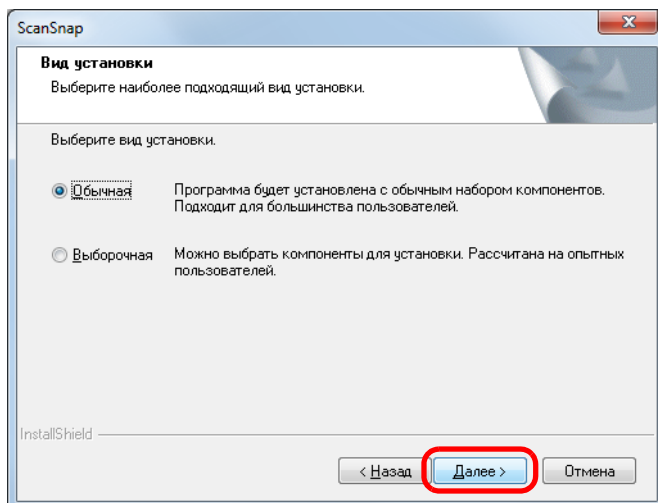 ScanSnap
Вид установки
Выберите наиболее подходящий вид установки.
Выберите вид установки.
Обычная
Программа будет установлена с обычным набором компонентов.
Подходит для большинства пользователей.
Выборочная
Можно выбрать компоненты для установки. Рассчитана на опытных
пользователей.
InstallShield
< Назад
Далее >
Отмена